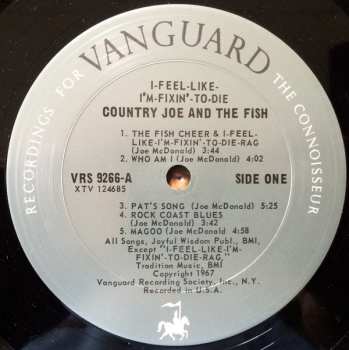 RECORDINGS FOR VANGUARD THE CONNOISSEUR
I-FEEL-LIKE-
I'M-FIXIN'-TO-DIE
COUNTRY JOE AND THE FISH
1. THE FISH CHEER & I-FEEL-
LIKE-I'M-FIXIN'-TO-DIE-RAG
(Joe McDonald) 3:44
2. WHO AM I (Joe McDonald) 4:02
VRS 9266-A SIDE ONE
XTV 124685
3. PAT'S SONG (Joe McDonald) 5:25
4. ROCK COAST BLUES
(Joe McDonald) 3:42
5. MAGOO (Joe McDonald) 4:58
All Songs, Joyful Wisdom Publ., BMI,
Except "I-FEEL-LIKE-I'M-
FIXIN'-TO-DIE-RAG,"
Tradition Music, BMI
Copyright 1967
Vanguard Recording Society, Inc., N.Y.
Recorded in U.S.A.